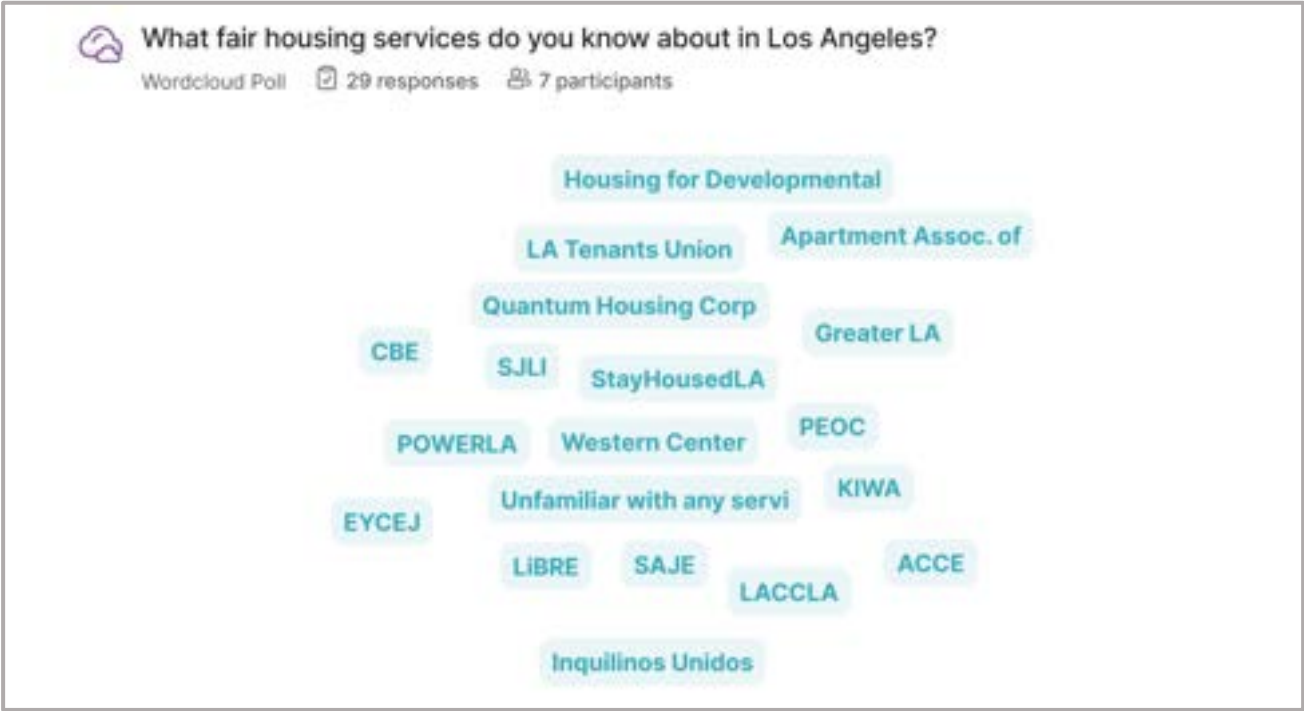 What fair housing services do you know about in Los Angeles?
Wordcloud Poll 29 responses 7 participants
Housing for Developmental
LA Tenants Union Apartment Assoc. of
Quantum Housing Corp
Greater LA
CBE SJLI StayHousedLA
POWERLA Western Center PEOC
Unfamiliar with any servi KIWA
EYCEJ
LiBRE SAJE ACCE
LACCLA
Inquilinos Unidos